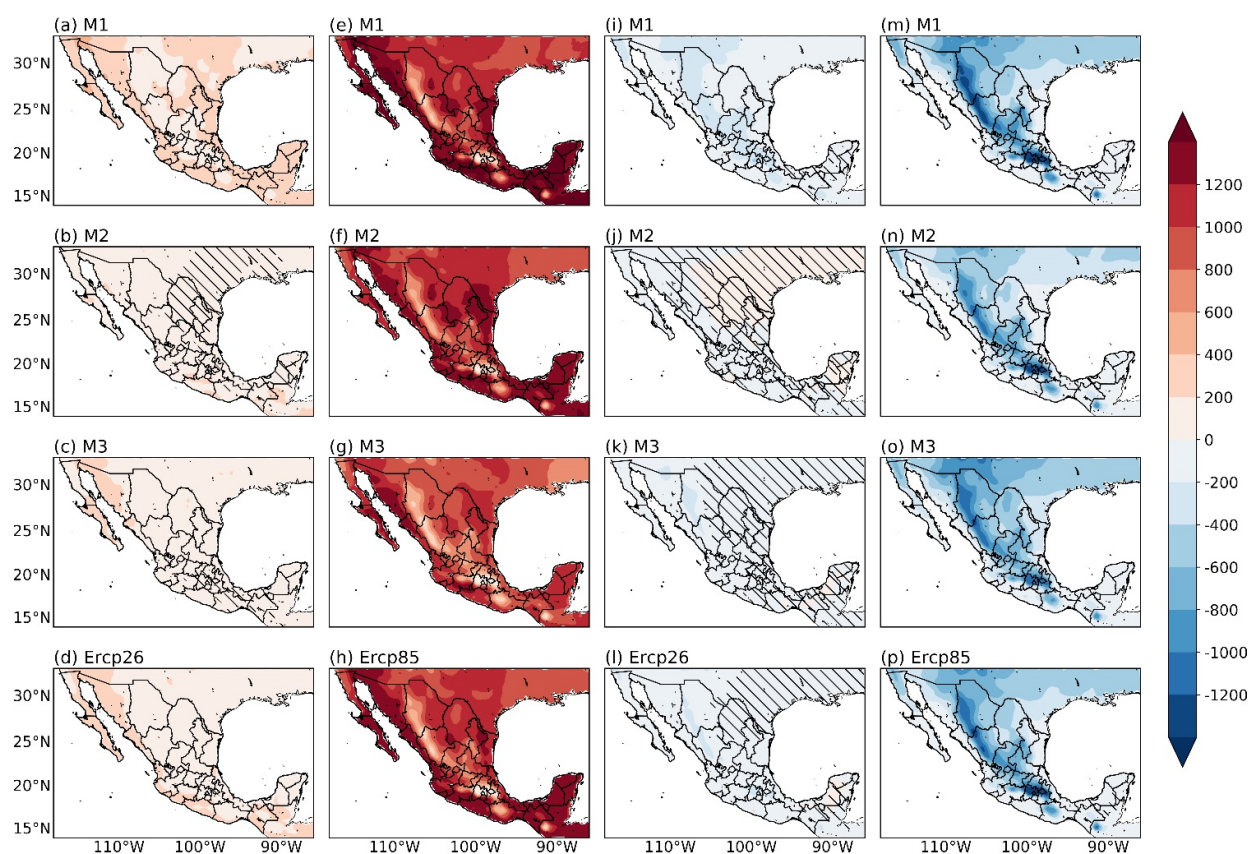 (a) M1
(e) M1
(i) M1
(m) M1
30°N
25°N
20°N
15°N
(b) M2
(f) M2
(j) M2
(n) M2
30°N
25°N
20°N
15°N
(c) M3
(g) M3
(k) M3
(o) M3
30°N
25°N
20°N
15°N
(d) Ercp26
(h) Ercp85
(l) Ercp26
(p) Ercp85
30°N
25°N
20°N
15°N
110°W 100°W 90°W
110°W 100°W 90°W
110°W 100°W 90°W
110°W 100°W 90°W
1200
1000
800
600
400
200
0
-200
-400
-600
-800
-1000
-1200